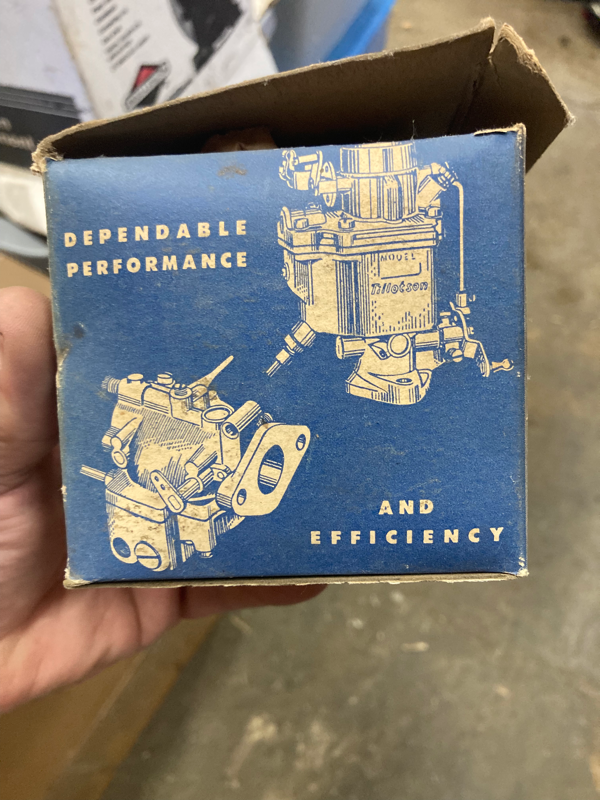 DEPENDABLE
PERFORMANCE
MODEL
Tillotson
AND
EFFICIENCY